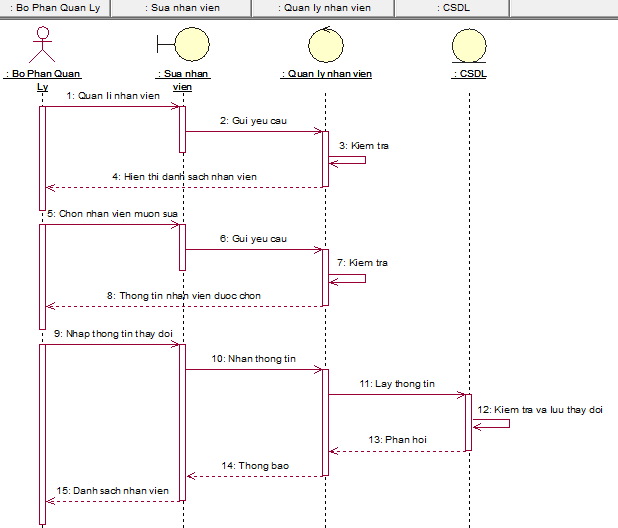 : Bo Phan Quan Ly
: Sua nhan vien
: Quan ly nhan vien
: CSDL
: Bo Phan Quan
Ly
: Sua nhan
vien
: Quan ly nhan vien
: CSDL
1: Quan li nhan vien
2: Gui yeu cau
3: Kiem tra
4: Hien thi danh sach nhan vien
5: Chon nhan vien muon sua
6: Gui yeu cau
7: Kiem tra
8: Thong tin nhan vien duoc chon
9: Nhap thong tin thay doi
10: Nhan thong tin
11: Lay thong tin
12: Kiem tra va luu thay doi
13: Phan hoi
14: Thong bao
15: Danh sach nhan vien